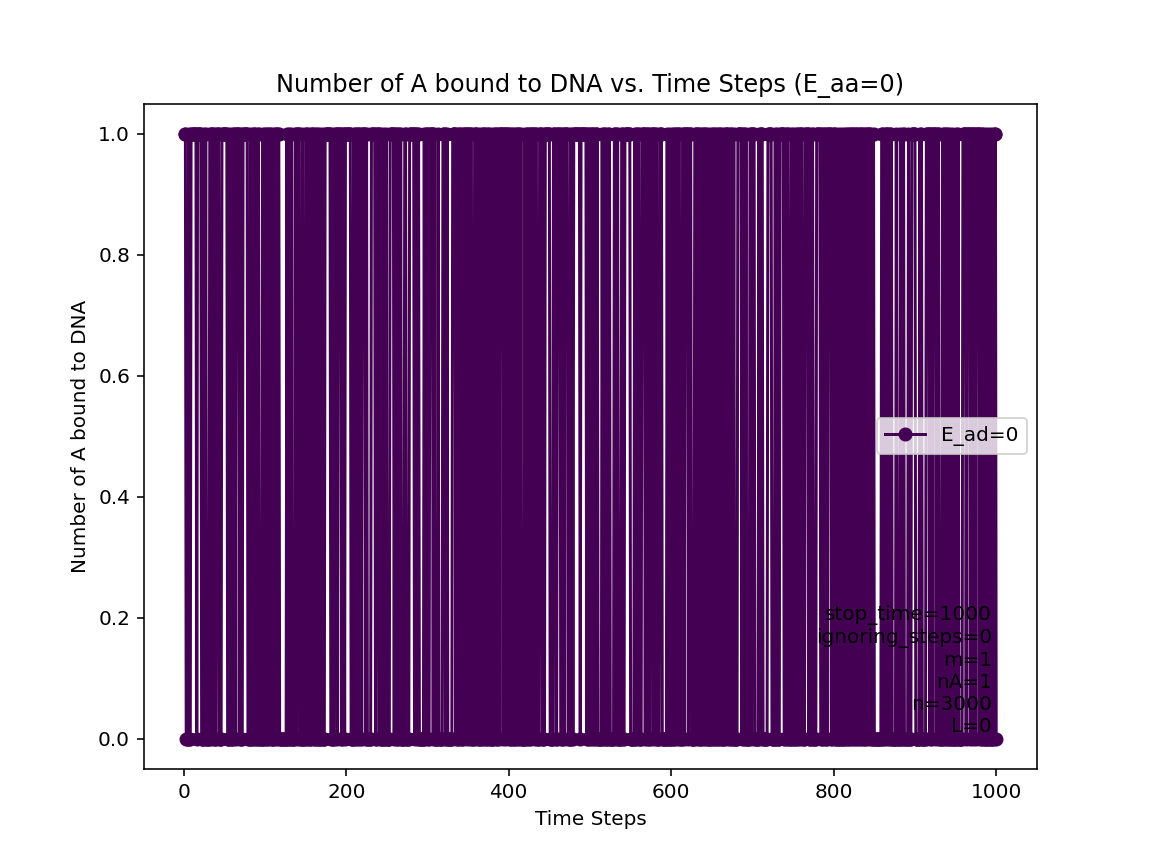 Number of A bound to DNA vs. Time Steps (E_aa=0)
1.0
0.8
0.6
0.4
0.2
0.0
Number of A bound to DNA
E_ad=0
stop_time=1000
ignoring_steps=0
m=1
nA=1
n=3000
L=0
0 200 400 600 800 1000
Time Steps